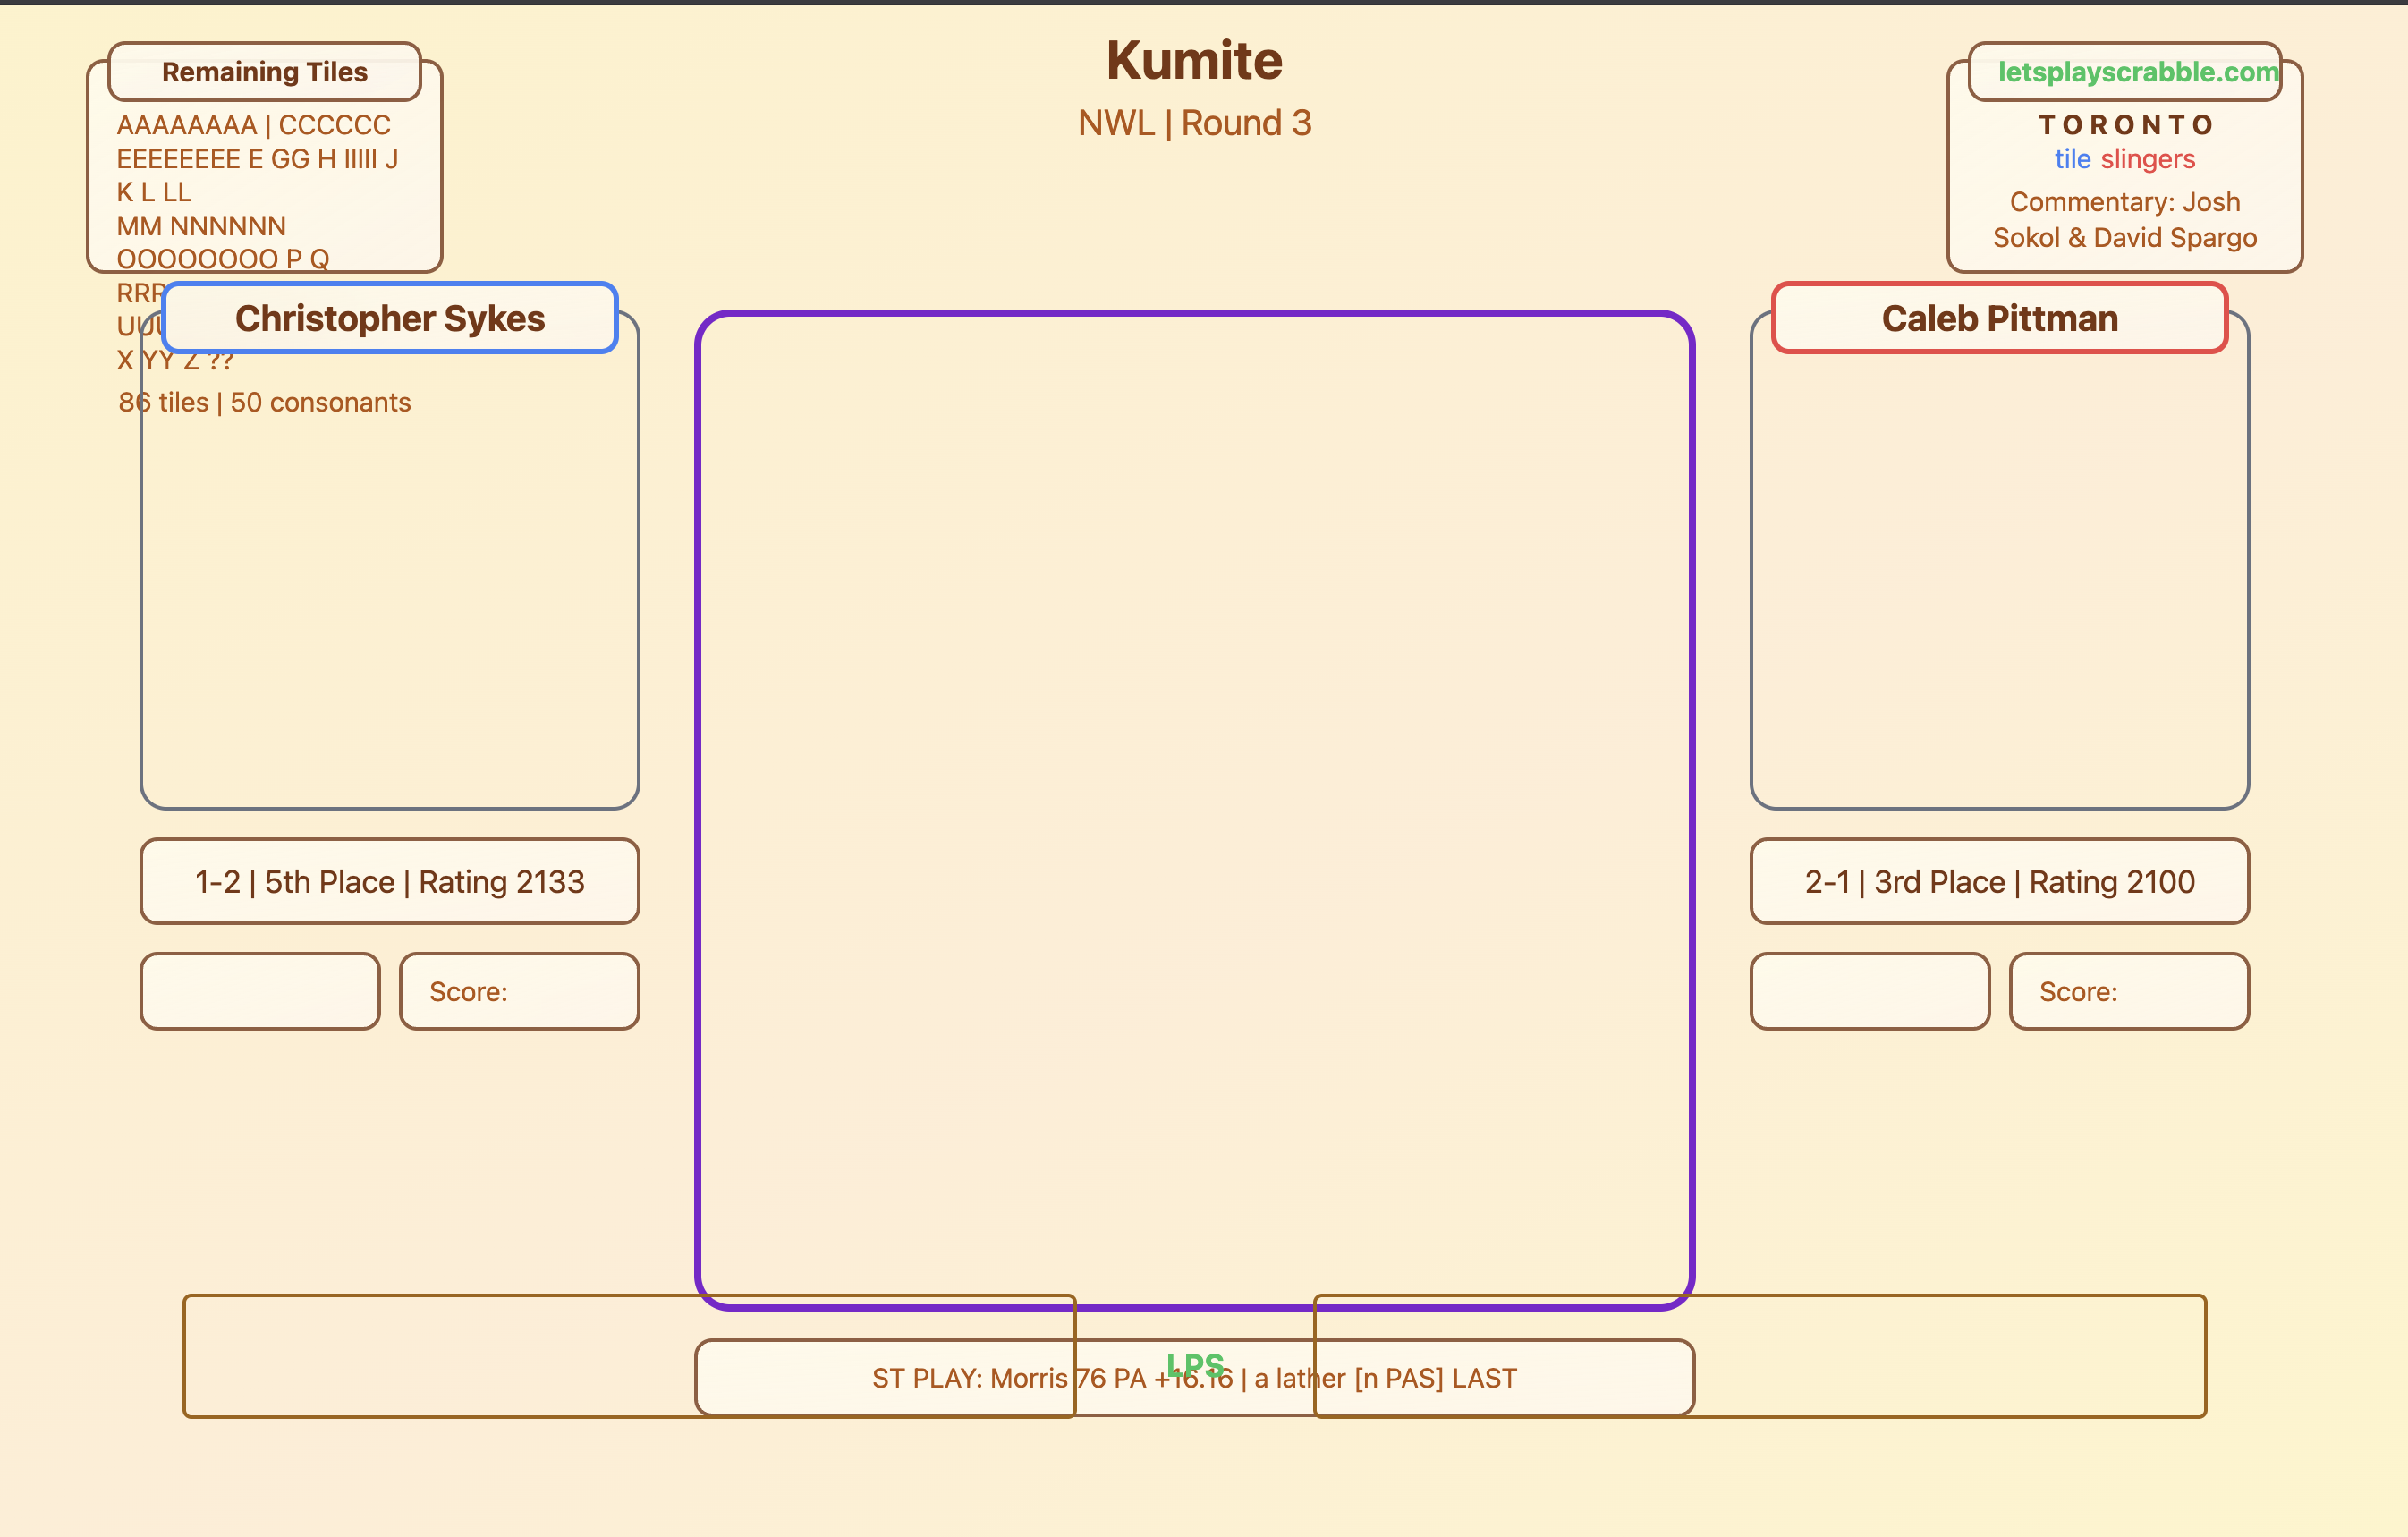 Kumite
NWL | Round 3
Remaining Tiles
AAAAAAAA | CCCCCC
EEEEEEEE E GG H IIIII J
K L LL
MM NNNNNN
OOOOOOOO P Q
RRR
UUU
X YY Z ??
86 tiles | 50 consonants
letsplayscrabble.com
TORONTO
tile slingers
Commentary: Josh
Sokol & David Spargo
Christopher Sykes
1-2 | 5th Place | Rating 2133
Score:
Caleb Pittman
2-1 | 3rd Place | Rating 2100
Score:
ST PLAY: Morris 76 PA +16.16 | a lather [n PAS] LAST
LPS